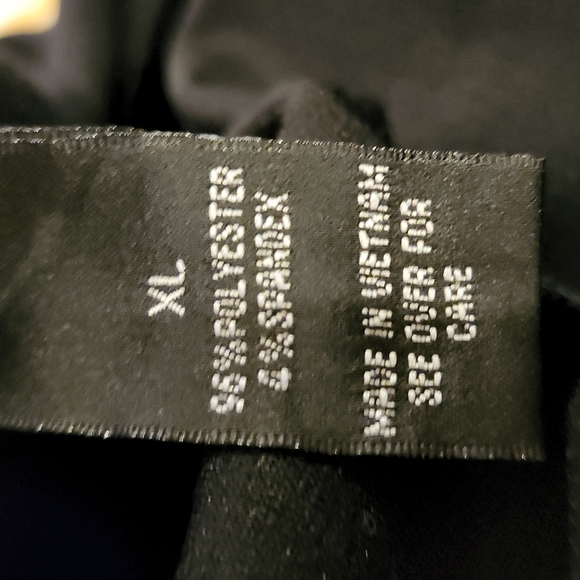 XL
96%POLYESTER
4%SPANDEX
MADE IN VIETNAM
SEE OVER FOR
CARE